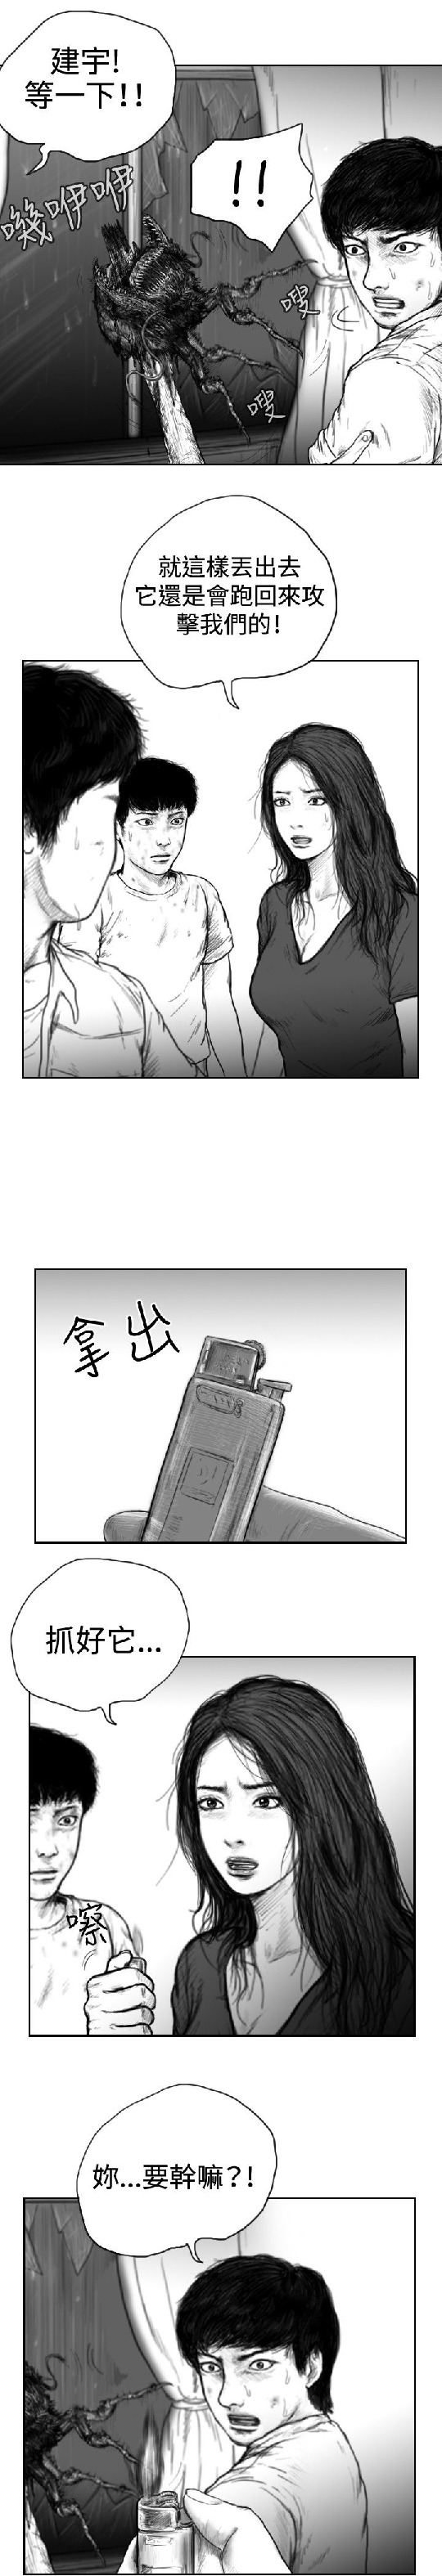 建宇!
等一下!!
!!
嘰咿咿
嗖
嗖
就這樣丟出去
它還是會跑回來攻
擊我們的!
拿出
抓好它...
嚓
妳...要幹嘛?!